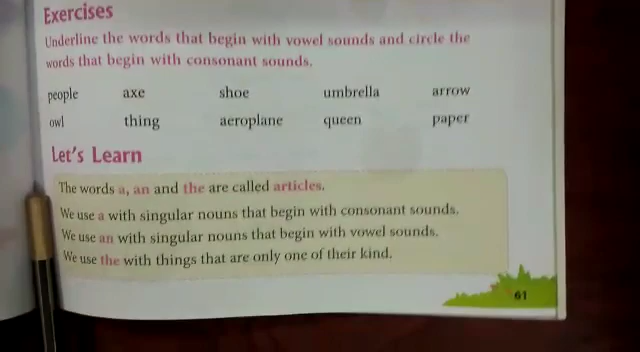 Exercises
Underline the words that begin with vowel sounds and circle the
words that begin with consonant sounds.
people axe shoe umbrella arrow
owl thing aeroplane queen paper
Let's Learn
The words a, an and the are called articles.
We use a with singular nouns that begin with consonant sounds.
We use an with singular nouns that begin with vowel sounds.
We use the with things that are only one of their kind.
61